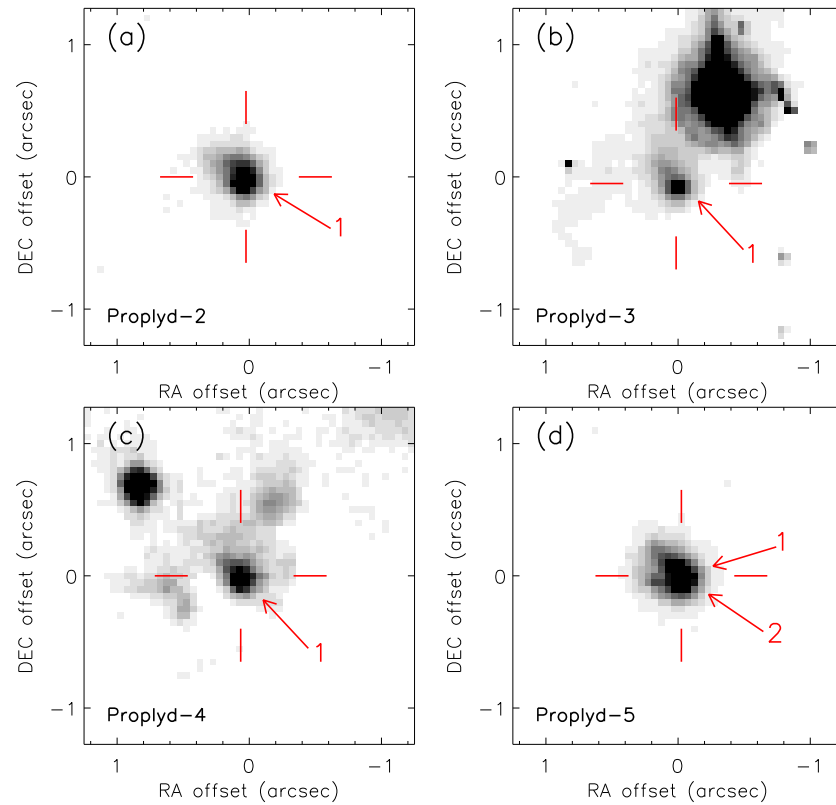 (a)
1
0
-1
DEC offset (arcsec)
1
Proplyd-2
1
0
-1
RA offset (arcsec)
(b)
1
0
-1
DEC offset (arcsec)
1
Proplyd-3
1
0
-1
RA offset (arcsec)
(c)
1
0
-1
DEC offset (arcsec)
1
Proplyd-4
1
0
-1
RA offset (arcsec)
(d)
1
0
-1
DEC offset (arcsec)
1
2
Proplyd-5
1
0
-1
RA offset (arcsec)